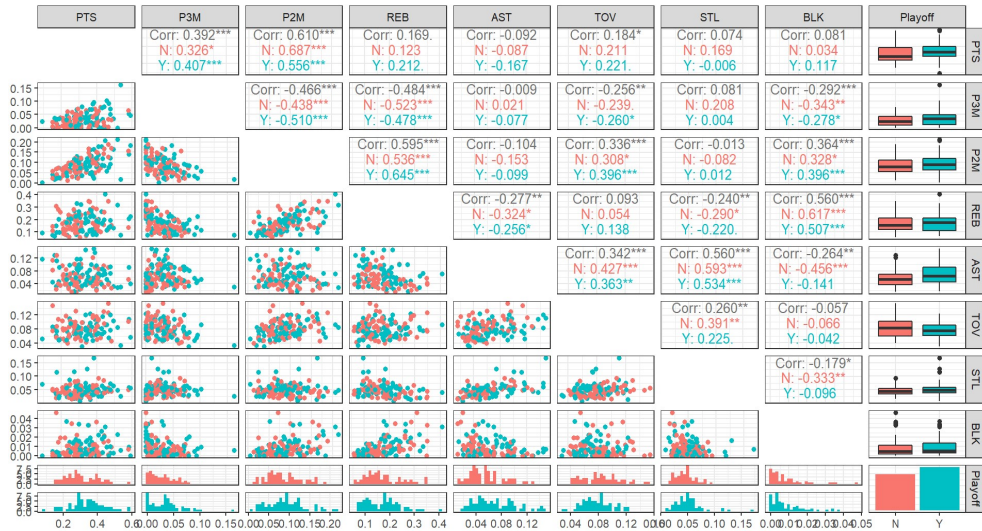 PTS P3M P2M REB AST TOV STL BLK Playoff
Corr: 0.392*** Corr: 0.610*** Corr: 0.169. Corr: -0.092 Corr: 0.184* Corr: 0.074 Corr: 0.081
N: 0.326* N: 0.687*** N: 0.123 N: -0.087 N: 0.211 N: 0.169 N: 0.034
Y: 0.407*** Y: 0.556*** Y: 0.212. Y: -0.167 Y: 0.221. Y: -0.006 Y: 0.117
PTS
0.15
0.10
0.05
0.00
Corr: -0.466*** Corr: -0.484*** Corr: -0.009 Corr: -0.256** Corr: 0.081 Corr: -0.292***
N: -0.438*** N: -0.523*** N: 0.021 N: -0.239. N: 0.208 N: -0.343**
Y: -0.510*** Y: -0.478*** Y: -0.077 Y: -0.260* Y: 0.004 Y: -0.278*
P3M
0.20
0.15
0.10
0.05
0.00
Corr: 0.595*** Corr: -0.104 Corr: 0.336*** Corr: -0.013 Corr: 0.364***
N: 0.536*** N: -0.153 N: 0.308* N: -0.082 N: 0.328*
Y: 0.645*** Y: -0.099 Y: 0.396*** Y: 0.012 Y: 0.396***
P2M
0.4
0.3
0.2
0.1
Corr: -0.277** Corr: 0.093 Corr: -0.240** Corr: 0.560***
N: -0.324* N: 0.054 N: -0.290* N: 0.617***
Y: -0.256* Y: 0.138 Y: -0.220. Y: 0.507***
REB
0.12
0.08
0.04
Corr: 0.342*** Corr: 0.560*** Corr: -0.264**
N: 0.427*** N: 0.593*** N: -0.456***
Y: 0.363** Y: 0.534*** Y: -0.141
AST
0.12
0.08
0.04
Corr: 0.260** Corr: -0.057
N: 0.391** N: -0.066
Y: 0.225. Y: -0.042
TOV
0.15
0.10
0.05
0.00
Corr: -0.179*
N: -0.333**
Y: -0.096
STL
0.04
0.03
0.02
0.01
0.00
BLK
7.5
7.5
Playoff
0.2 0.4 0.6 0.00 0.05 0.10 0.15 0.00 0.05 0.10 0.15 0.20 0.1 0.2 0.3 0.4 0.04 0.08 0.12 0.04 0.08 0.12 0.16 0.00 0.05 0.10 0.15 0.00 0.01 0.02 0.03 0.04 0.05 N Y